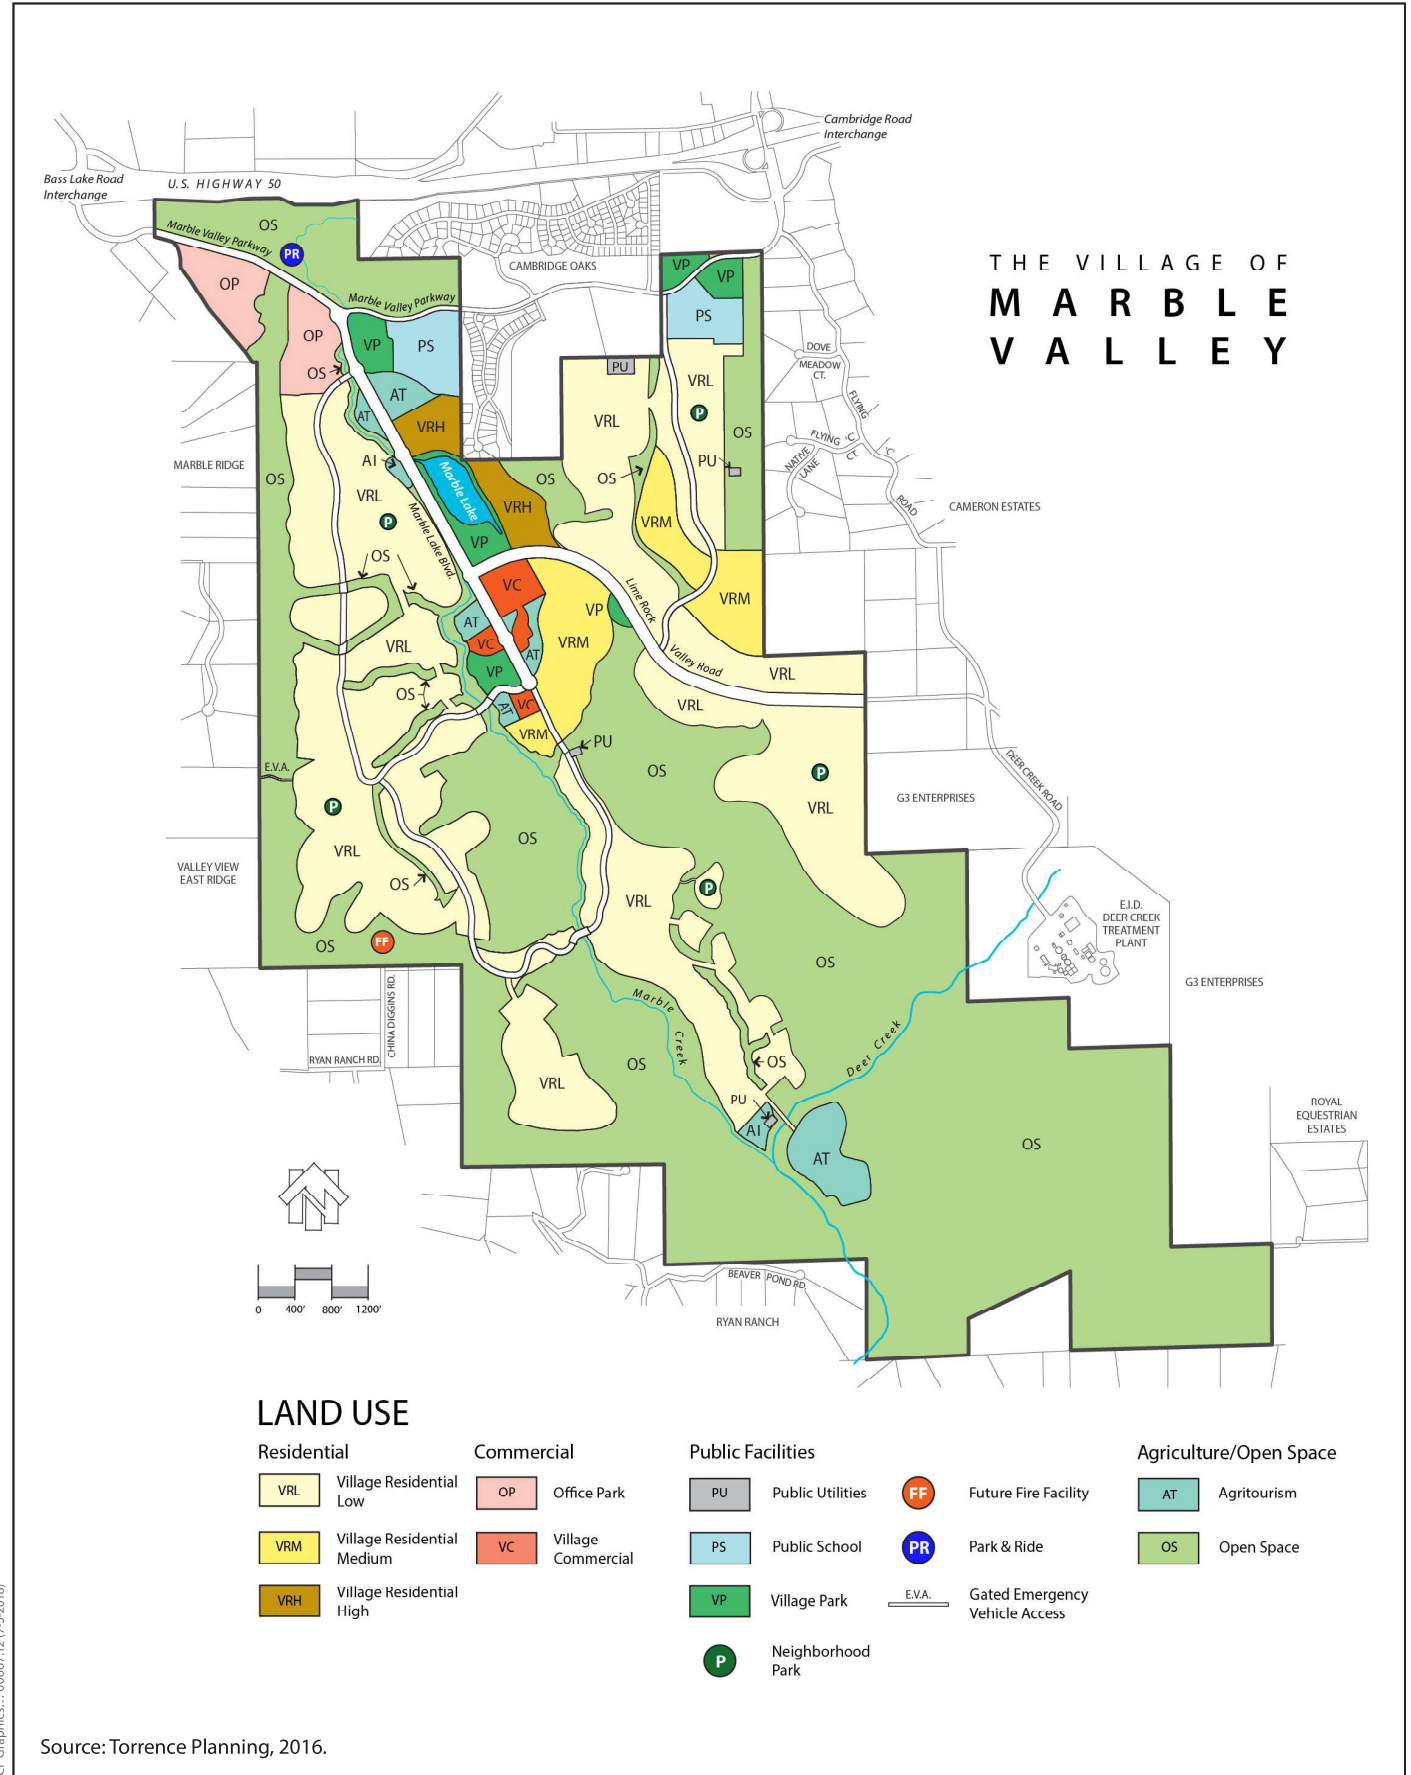 Cambridge Road
Interchange
Bass Lake Road
Interchange
U.S. HIGHWAY 50
THE VILLAGE OF
MARBLE
VALLEY
OS
Marble Valley Parkway
PR
CAMBRIDGE OAKS
VP
VP
OP
Marble Valley Parkway
PS
OP
VP
PS
DOVE
MEADOW
CT.
OS
PU
VRL
AT
AT
FLYING
P
VRL
VRH
OS
FLYING
CT.
"C"
MARBLE RIDGE
AI
PU
NATIVE
LANE
OS
Marble Lake
OS
OS
VRL
ROAD
CAMERON ESTATES
VRH
P
Marble Lake Blvd.
VRM
VP
OS
VC
Lime Rock
VRM
VP
AT
VRM
VC
VRL
AT
Valley Road
VP
VRL
OS
VRL
AT
VC
VRM
PU
DEER CREEK ROAD
E.V.A.
OS
P
G3 ENTERPRISES
P
VRL
OS
VRL
VALLEY VIEW
EAST RIDGE
OS
P
VRL
E.I.D.
DEER CREEK
TREATMENT
PLANT
OS
FF
OS
G3 ENTERPRISES
CHINA DIGGINS RD.
Marble
Creek
Deer Creek
RYAN RANCH RD.
OS
OS
VRL
PU
ROYAL
EQUESTRIAN
ESTATES
AI
AT
OS
N
BEAVER POND RD.
0 400' 800' 1200'
RYAN RANCH
LAND USE
Residential
VRL Village Residential
Low
VRM Village Residential
Medium
VRH Village Residential
High
Commercial
OP Office Park
VC Village
Commercial
Public Facilities
PU Public Utilities
PS Public School
VP Village Park
P Neighborhood
Park
FF Future Fire Facility
PR Park & Ride
E.V.A. Gated Emergency
Vehicle Access
Agriculture/Open Space
AT Agritourism
OS Open Space
Source: Torrence Planning, 2016.